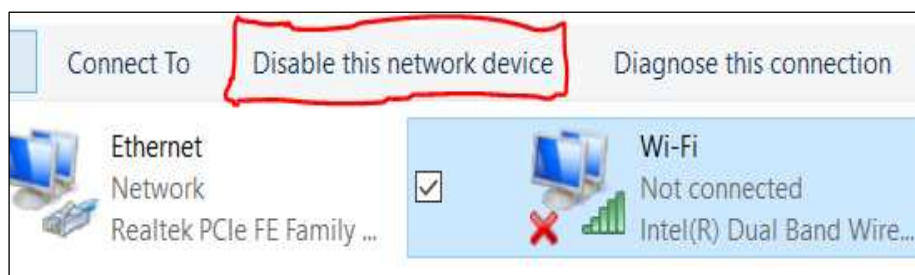 Connect To Disable this network device Diagnose this connection
Ethernet
Network
Realtek PCIe FE Family ...
Wi-Fi
Not connected
Intel(R) Dual Band Wire...